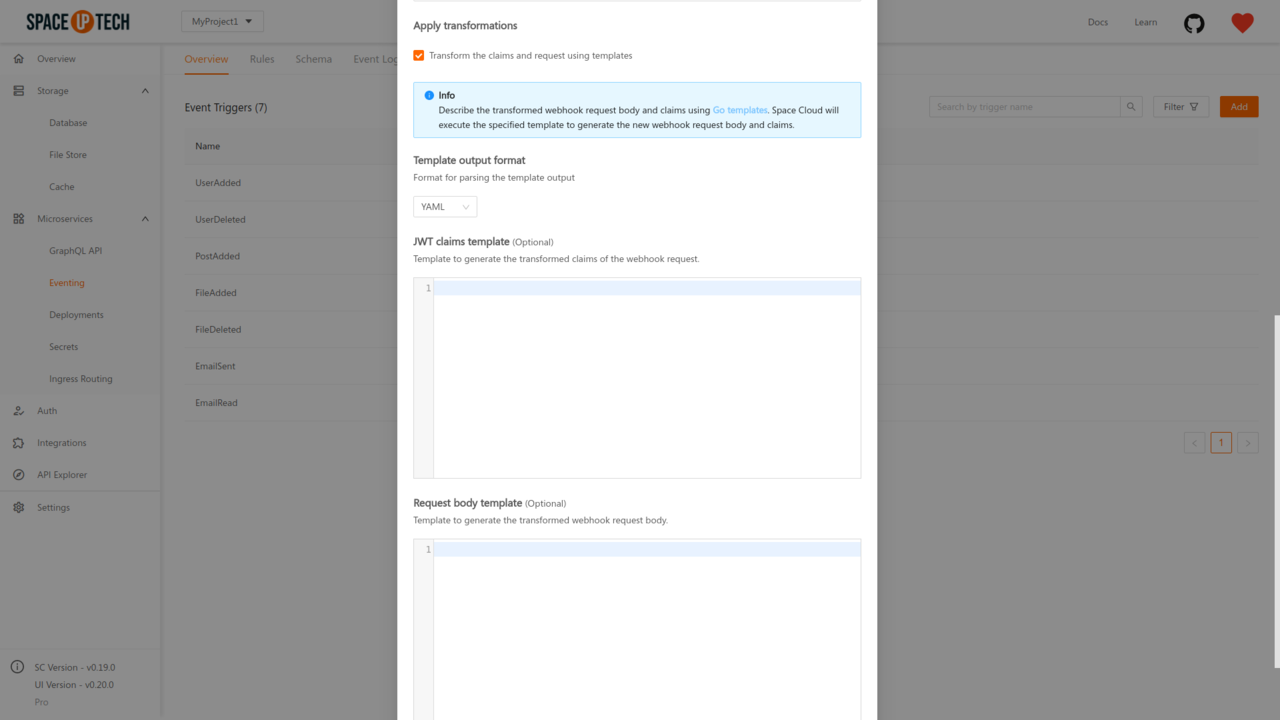 SPACE UP TECH
MyProject1
Docs
Learn
Overview
Storage
Database
File Store
Cache
Microservices
GraphQL API
Eventing
Deployments
Secrets
Ingress Routing
Auth
Integrations
API Explorer
Settings
SC Version - v0.19.0
UI Version - v0.20.0
Pro
Overview
Rules
Schema
Event Log
Event Triggers (7)
Search by trigger name
Filter
Add
Name
UserAdded
UserDeleted
PostAdded
FileAdded
FileDeleted
EmailSent
EmailRead
1
Apply transformations
Transform the claims and request using templates
Info
Describe the transformed webhook request body and claims using Go templates. Space Cloud will
execute the specified template to generate the new webhook request body and claims.
Template output format
Format for parsing the template output
YAML
JWT claims template (Optional)
Template to generate the transformed claims of the webhook request.
1
Request body template (Optional)
Template to generate the transformed webhook request body.
1